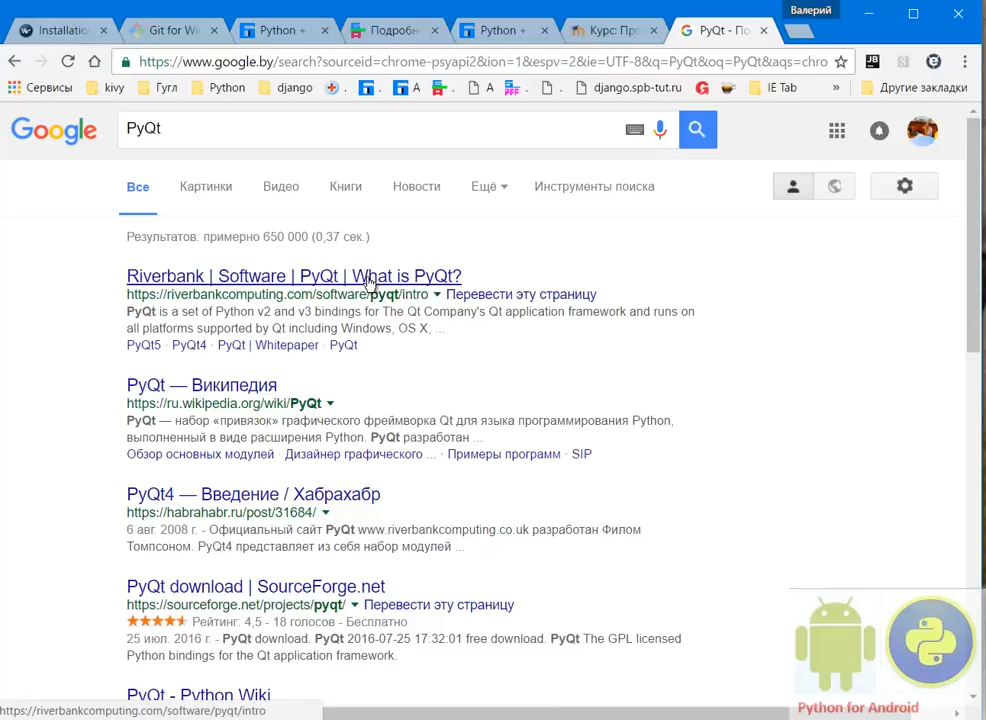 Валерий
Installatio
Git for Wi
Python +
Подробн
Python +
Курс: Про
PyQt - По
https://www.google.by/search?sourceid=chrome-psyapi2&ion=1&espv=2&ie=UTF-8&q=PyQt&oq=PyQt&aqs=chro
Сервисы
kivy
Гугл
Python
django
A
A
django.spb-tut.ru
IE Tab
»
Другие закладки
Google
PyQt
Все
Картинки
Видео
Книги
Новости
Ещё
Инструменты поиска
Результатов: примерно 650 000 (0,37 сек.)
Riverbank | Software | PyQt | What is PyQt?
https://riverbankcomputing.com/software/pyqt/intro Перевести эту страницу
PyQt is a set of Python v2 and v3 bindings for The Qt Company's Qt application framework and runs on
all platforms supported by Qt including Windows, OS X, ...
PyQt5 · PyQt4 · PyQt | Whitepaper · PyQt
PyQt — Википедия
https://ru.wikipedia.org/wiki/PyQt
PyQt — набор «привязок» графического фреймворка Qt для языка программирования Python,
выполненный в виде расширения Python. PyQt разработан ...
Обзор основных модулей · Дизайнер графического ... · Примеры программ · SIP
PyQt4 — Введение / Хабрахабр
https://habrahabr.ru/post/31684/
6 авг. 2008 г. - Официальный сайт PyQt www.riverbankcomputing.co.uk разработан Филом
Томпсоном. PyQt4 представляет из себя набор модулей ...
PyQt download | SourceForge.net
https://sourceforge.net/projects/pyqt/ Перевести эту страницу
Рейтинг: 4,5 - 18 голосов - Бесплатно
25 июл. 2016 г. - PyQt download. PyQt 2016-07-25 17:32:01 free download. PyQt The GPL licensed
Python bindings for the Qt application framework.
PyQt - Python Wiki
https://riverbankcomputing.com/software/pyqt/intro
Python for Android